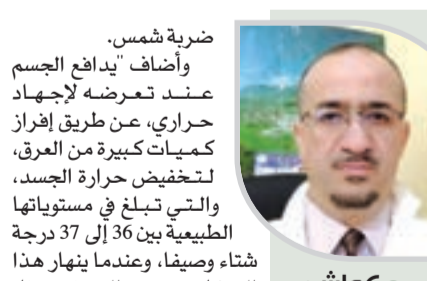 ضربة شمس.
وأضاف "يدافع الجسم
عند تعرضه لإجهاد
حراري، عن طريق إفراز
كميات كبيرة من العرق،
لتخفيض حرارة الجسد،
والتي تبلغ في مستوياتها
الطبيعية بين 36 إلى 37 درجة
شتاء وصيفا، وعندما ينهار هذا